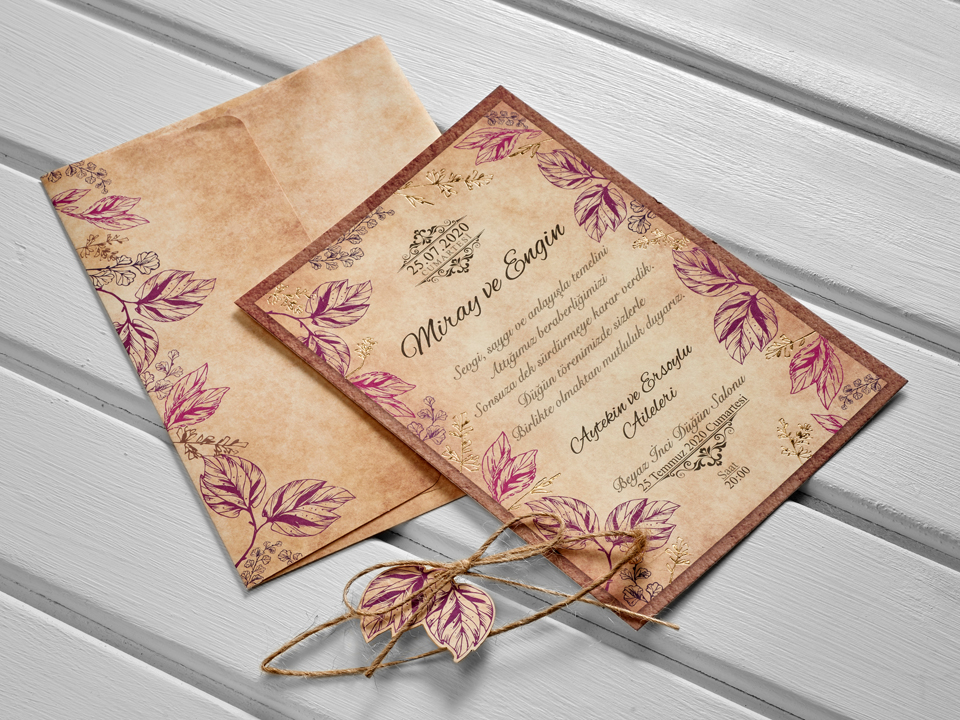 25.07.2020
CUMARTESİ
Miray ve Engin
Sevgi, saygı ve anlayışla temelini
Attığımız beraberliğimizi
Sonsuza dek sürdürmeye karar verdik.
Düğün törenimizde sizlerle
Birlikte olmaktan mutluluk duyarız.
Aytekin ve Ersoylu
Aileleri
Beyaz İnci Düğün Salonu
25 Temmuz 2020 Cumartesi
Saat
20:00